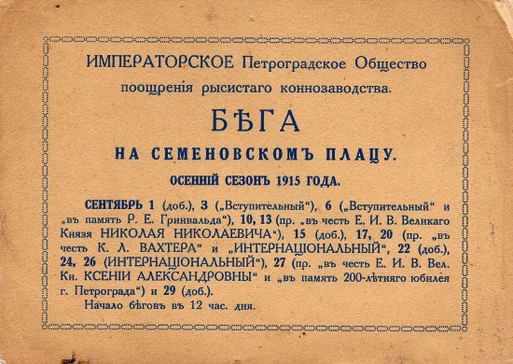 ИМПЕРАТОРСКОЕ Петроградское Общество
поощренія рысистаго коннозаводства.
БѢГА
НА СЕМЕНОВСКОМЪ ПЛАЦУ.
ОСЕННІЙ СЕЗОНЪ 1915 ГОДА.
СЕНТЯБРЬ 1 (доб.), 3 („Вступительный"), 6 („Вступительный" и
„въ память Р. Е. Гринвальда"), 10, 13 (пр. „въ честь Е. И. В. Великаго
Князя НИКОЛАЯ НИКОЛАЕВИЧА"), 15 (доб.), 17, 20 (пр. „въ
честь К. Л. ВАХТЕРА" и „ИНТЕРНАЦІОНАЛЬНЫЙ", 22 (доб.),
24, 26 (ИНТЕРНАЦІОНАЛЬНЫЙ), 27 (пр. „въ честь Е. И. В. Вел.
Кн. КСЕНІИ АЛЕКСАНДРОВНЫ" и „въ память 200-лѣтняго юбилея
г. Петрограда") и 29 (доб.).
Начало бѣговъ въ 12 час. дня.